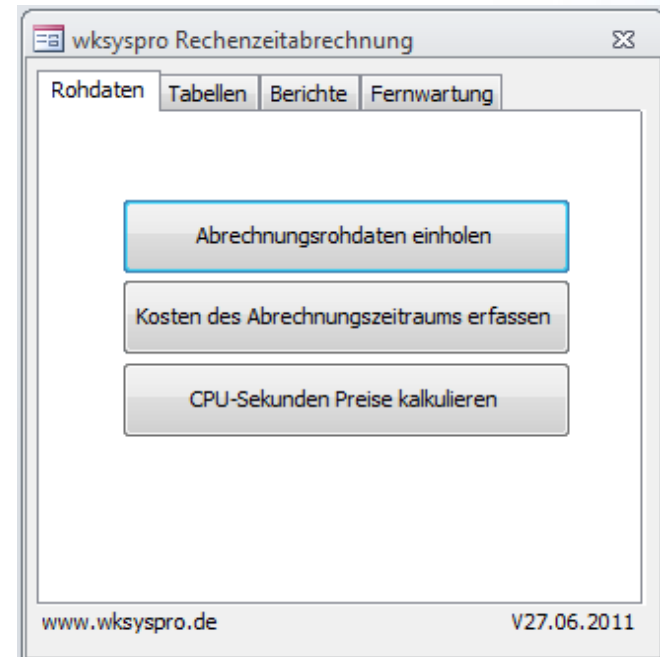 wksyspro Rechenzeitabrechnung
Rohdaten Tabellen Berichte Fernwartung
Abrechnungsrohdaten einholen
Kosten des Abrechnungszeitraums erfassen
CPU-Sekunden Preise kalkulieren
www.wksyspro.de V27.06.2011